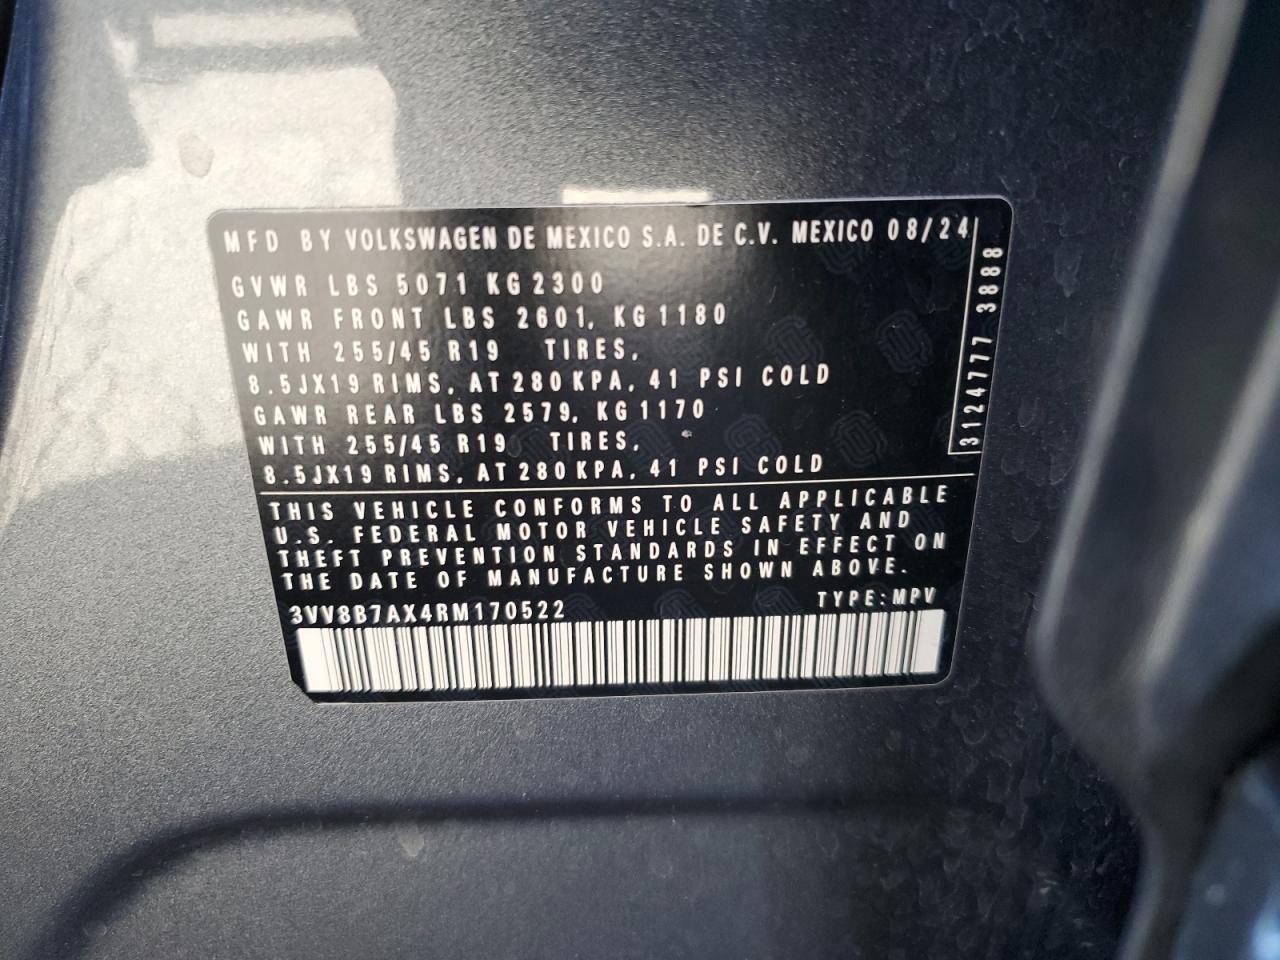 MFD BY VOLKSWAGEN DE MEXICO S.A. DE C.V. MEXICO 08/24
GVWR LBS 5071 KG 2300
GAWR FRONT LBS 2601, KG 1180
WITH 255/45 R19 TIRES,
8.5JX19 RIMS, AT 280 KPA, 41 PSI COLD
GAWR REAR LBS 2579, KG 1170
WITH 255/45 R19 TIRES,
8.5JX19 RIMS, AT 280 KPA, 41 PSI COLD
3124777 3888
THIS VEHICLE CONFORMS TO ALL APPLICABLE
U.S. FEDERAL MOTOR VEHICLE SAFETY AND
THEFT PREVENTION STANDARDS IN EFFECT ON
THE DATE OF MANUFACTURE SHOWN ABOVE.
3VV8B7AX4RM170522 TYPE:MPV